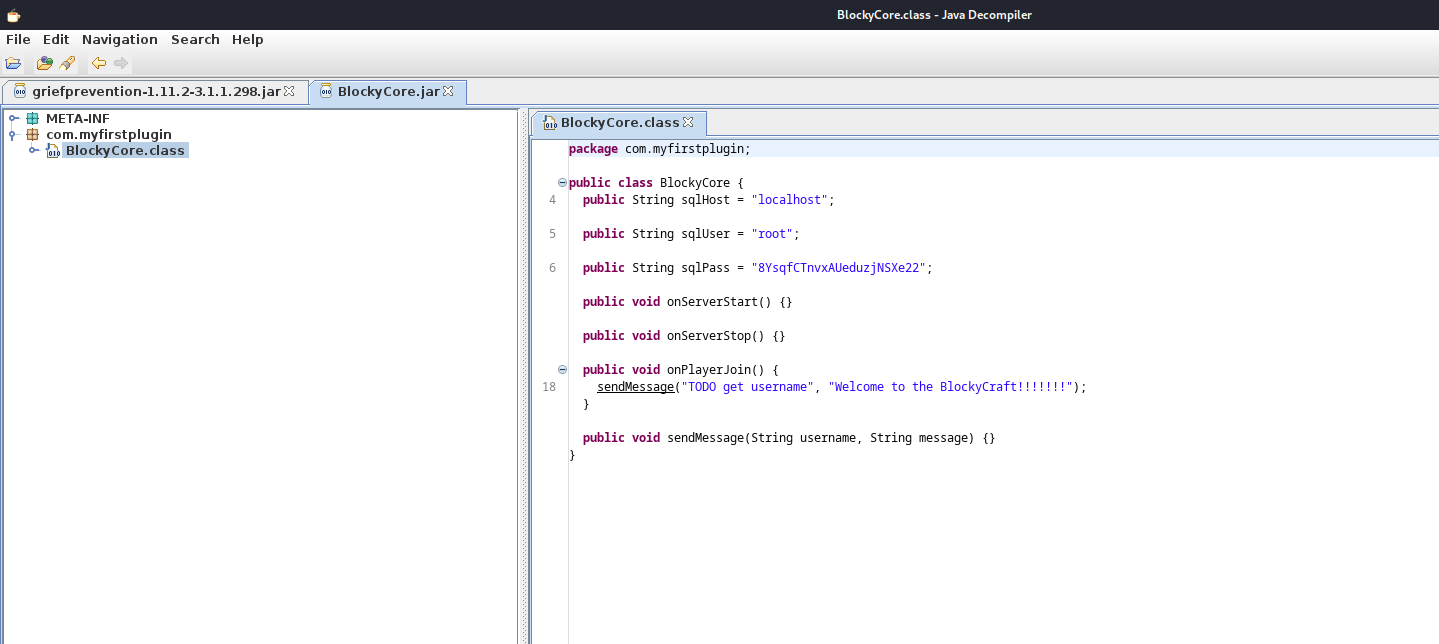 BlockyCore.class - Java Decompiler
File Edit Navigation Search Help
griefprevention-1.11.2-3.1.1.298.jar BlockyCore.jar
META-INF
com.myfirstplugin
BlockyCore.class
BlockyCore.class
package com.myfirstplugin;
public class BlockyCore {
4 public String sqlHost = "localhost";
5 public String sqlUser = "root";
6 public String sqlPass = "8YsqfCTnvxAUeduzjNSXe22";
public void onServerStart() {}
public void onServerStop() {}
public void onPlayerJoin() {
18 sendMessage("TODO get username", "Welcome to the BlockyCraft!!!!!!!");
}
public void sendMessage(String username, String message) {}
}